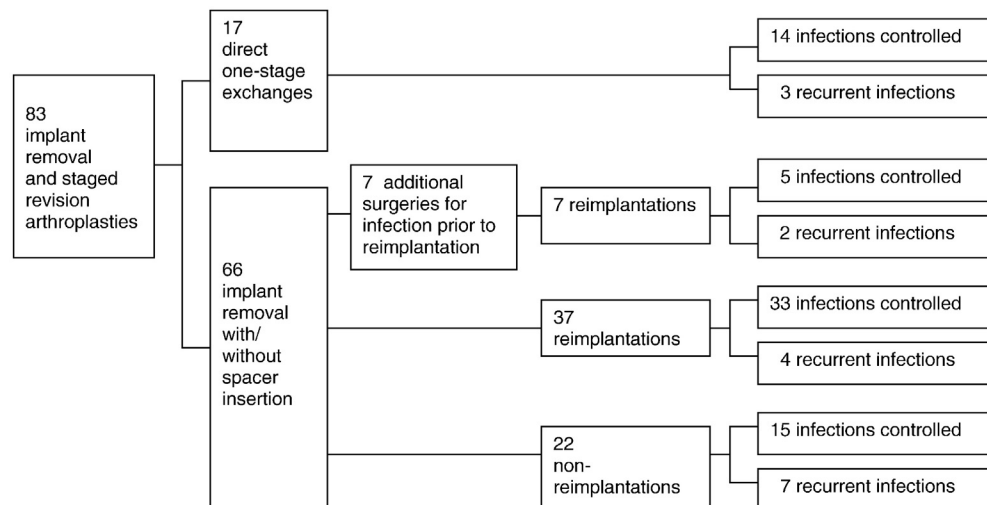 83
implant
removal
and staged
revision
arthroplasties
17
direct
one-stage
exchanges
14 infections controlled
3 recurrent infections
66
implant
removal
with/
without
spacer
insertion
7 additional
surgeries for
infection prior to
reimplantation
7 reimplantations
5 infections controlled
2 recurrent infections
37
reimplantations
33 infections controlled
4 recurrent infections
22
non-
reimplantations
15 infections controlled
7 recurrent infections